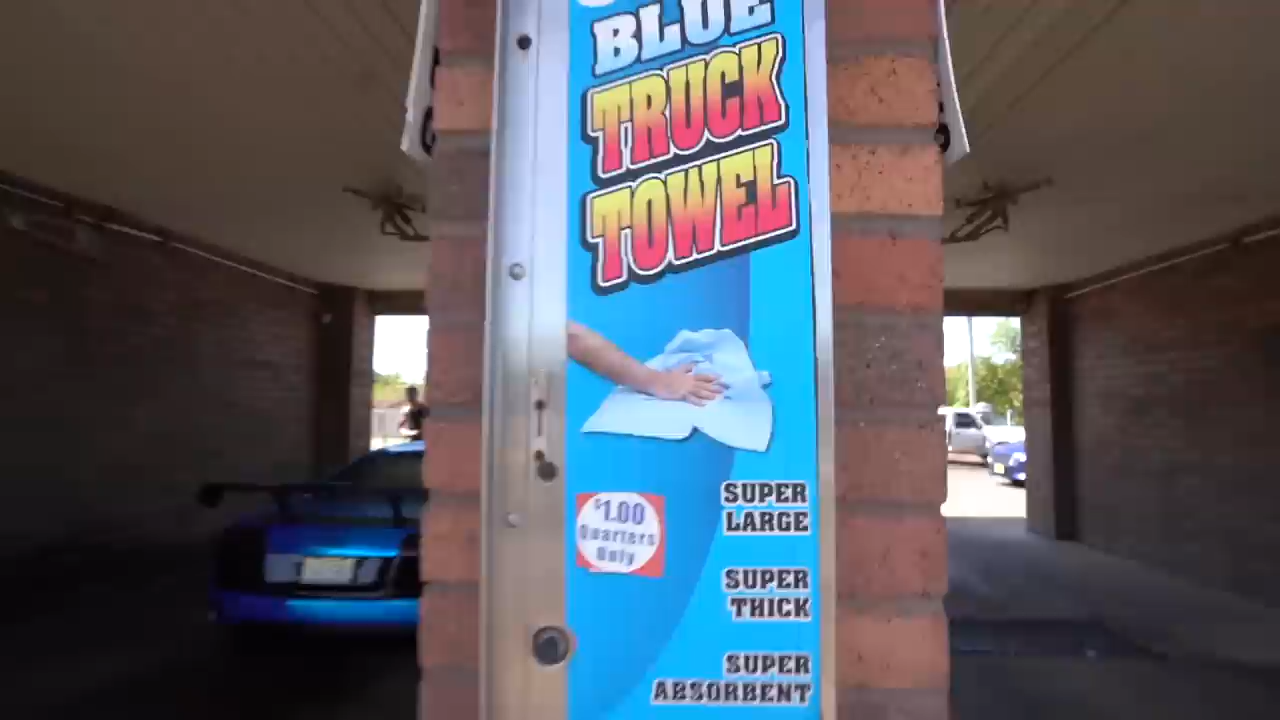 BLUE
TRUCK
TOWEL
$1.00
Quarters
Only
SUPER
LARGE
SUPER
THICK
SUPER
ABSORBENT